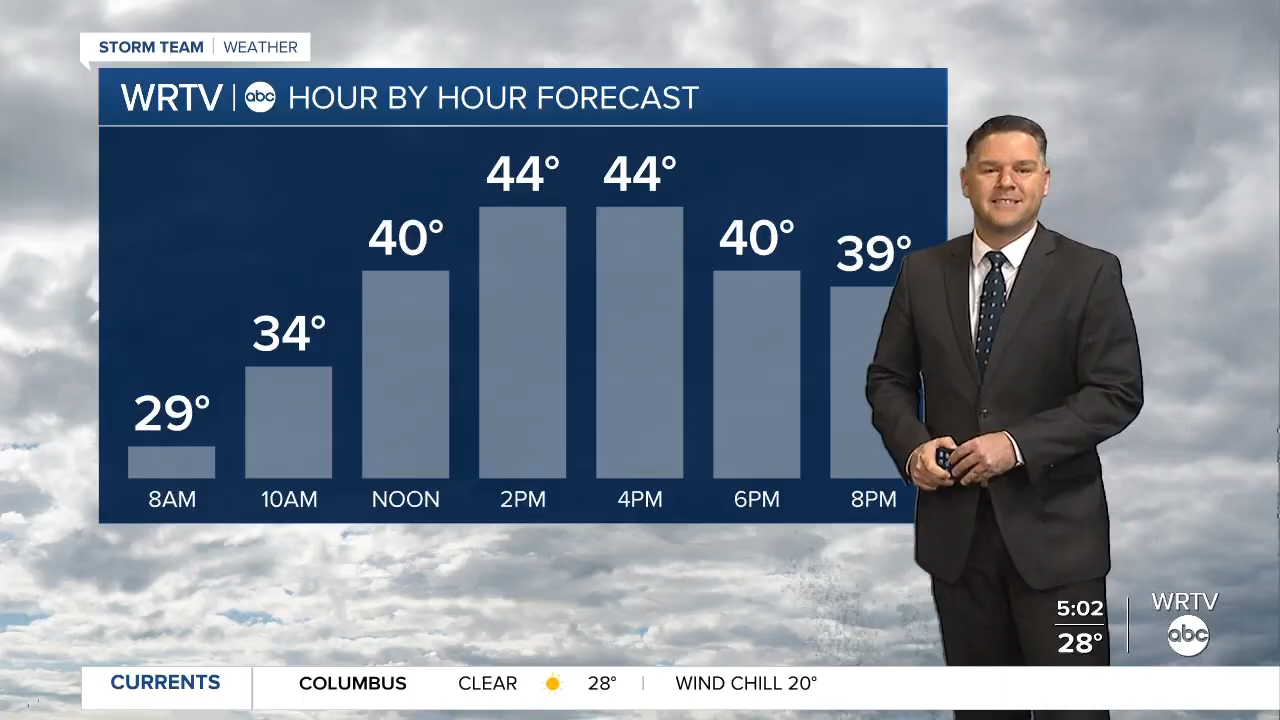 STORM TEAM | WEATHER
WRTV | abc HOUR BY HOUR FORECAST
29° 34° 40° 44° 44° 40° 39°
8AM 10AM NOON 2PM 4PM 6PM 8PM
5:02
28°
WRTV
abc
CURRENTS COLUMBUS CLEAR 28° | WIND CHILL 20°